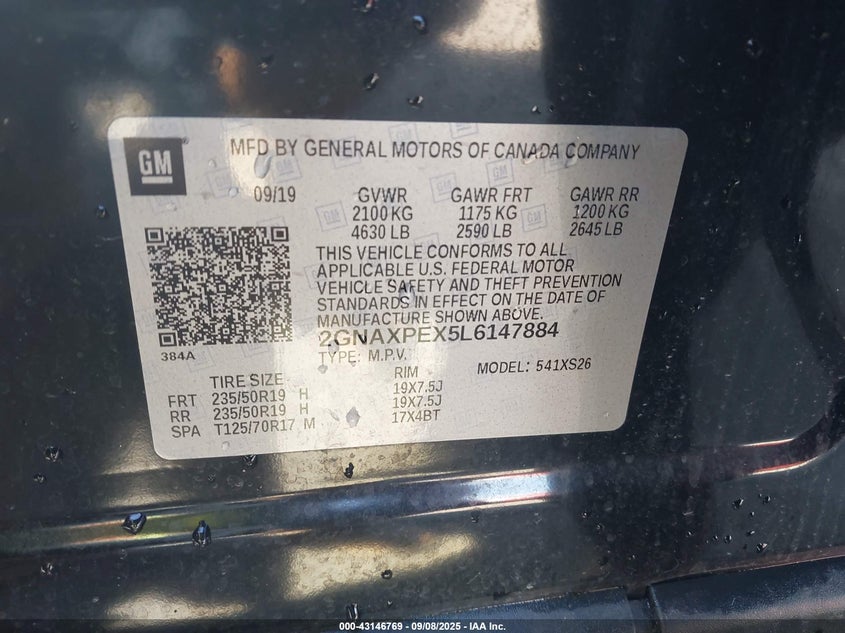 GM
MFD BY GENERAL MOTORS OF CANADA COMPANY
09/19 GVWR GAWR FRT GAWR RR
2100 KG 1175 KG 1200 KG
4630 LB 2590 LB 2645 LB
THIS VEHICLE CONFORMS TO ALL
APPLICABLE U.S. FEDERAL MOTOR
VEHICLE SAFETY AND THEFT PREVENTION
STANDARDS IN EFFECT ON THE DATE OF
MANUFACTURE SHOWN ABOVE.
2GNAXPEX5L6147884
384A
TYPE: M.P.V.
MODEL: 541XS26
TIRE SIZE RIM
FRT 235/50R19 H 19X7.5J
RR 235/50R19 H 19X7.5J
SPA T125/70R17 M 17X4BT
000-43146769 | 09/08/2025 | IAA Inc.